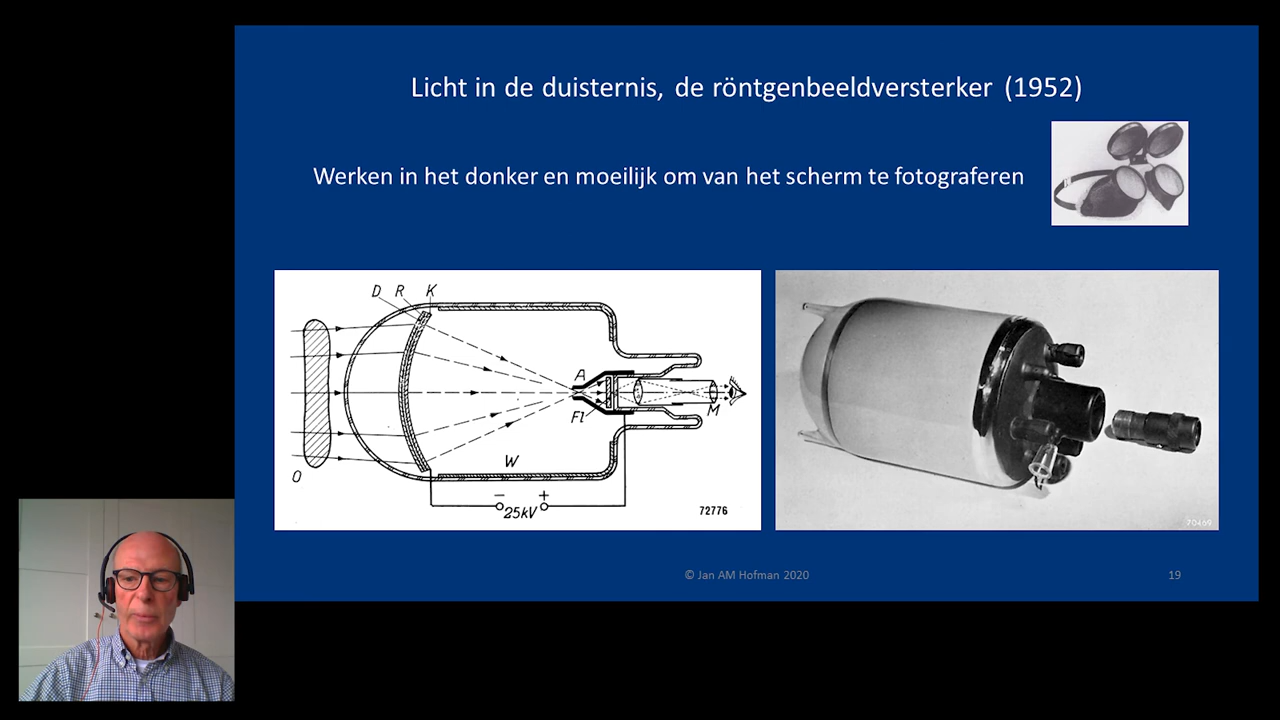 Licht in de duisternis, de röntgenbeeldversterker (1952)
Werken in het donker en moeilijk om van het scherm te fotograferen
D R K
A
Fl
M
O
W
− +
25kV
72776
70469
© Jan AM Hofman 2020
19